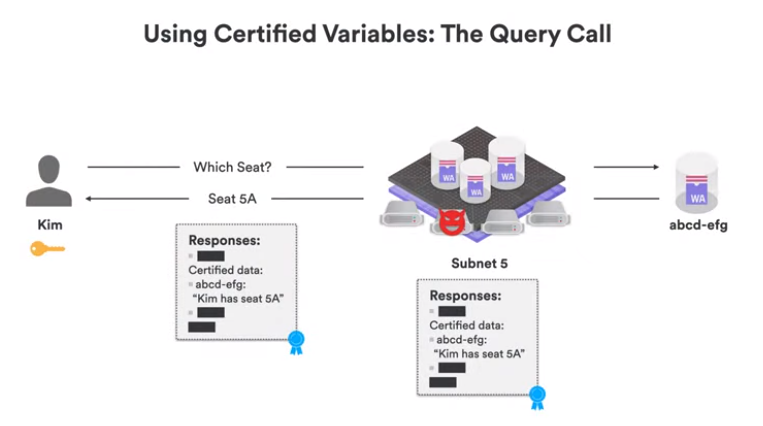 Using Certified Variables: The Query Call
Which Seat?
Seat 5A
Kim
WA
WA
WA
WA
abcd-efg
Subnet 5
Responses:
Certified data:
abcd-efg:
“Kim has seat 5A”
Responses:
Certified data:
abcd-efg:
“Kim has seat 5A”